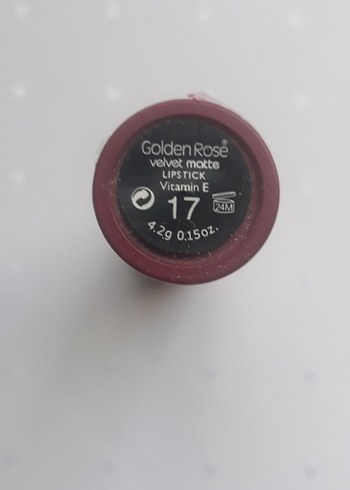 Golden Rose®
velvet matte
LIPSTICK
Vitamin E
17 24M
4.2g 0.15oz.